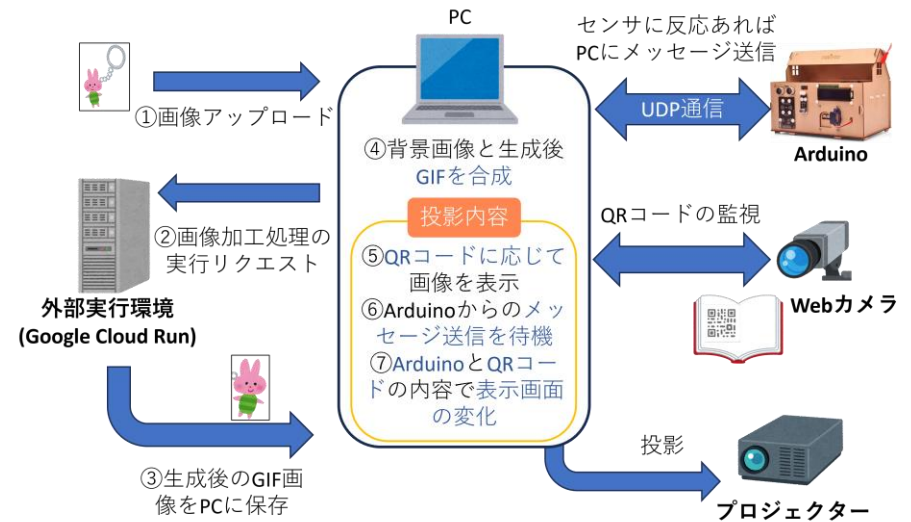 PC
センサに反応あれば
PCにメッセージ送信
①画像アップロード
UDP通信
Arduino
④背景画像と生成後
GIFを合成
②画像加工処理の
実行リクエスト
外部実行環境
(Google Cloud Run)
投影内容
⑤QRコードに応じて
画像を表示
⑥Arduinoからのメッ
セージ送信を待機
⑦ArduinoとQRコー
ドの内容で表示画面
の変化
QRコードの監視
Webカメラ
③生成後のGIF画
像をPCに保存
投影
プロジェクター